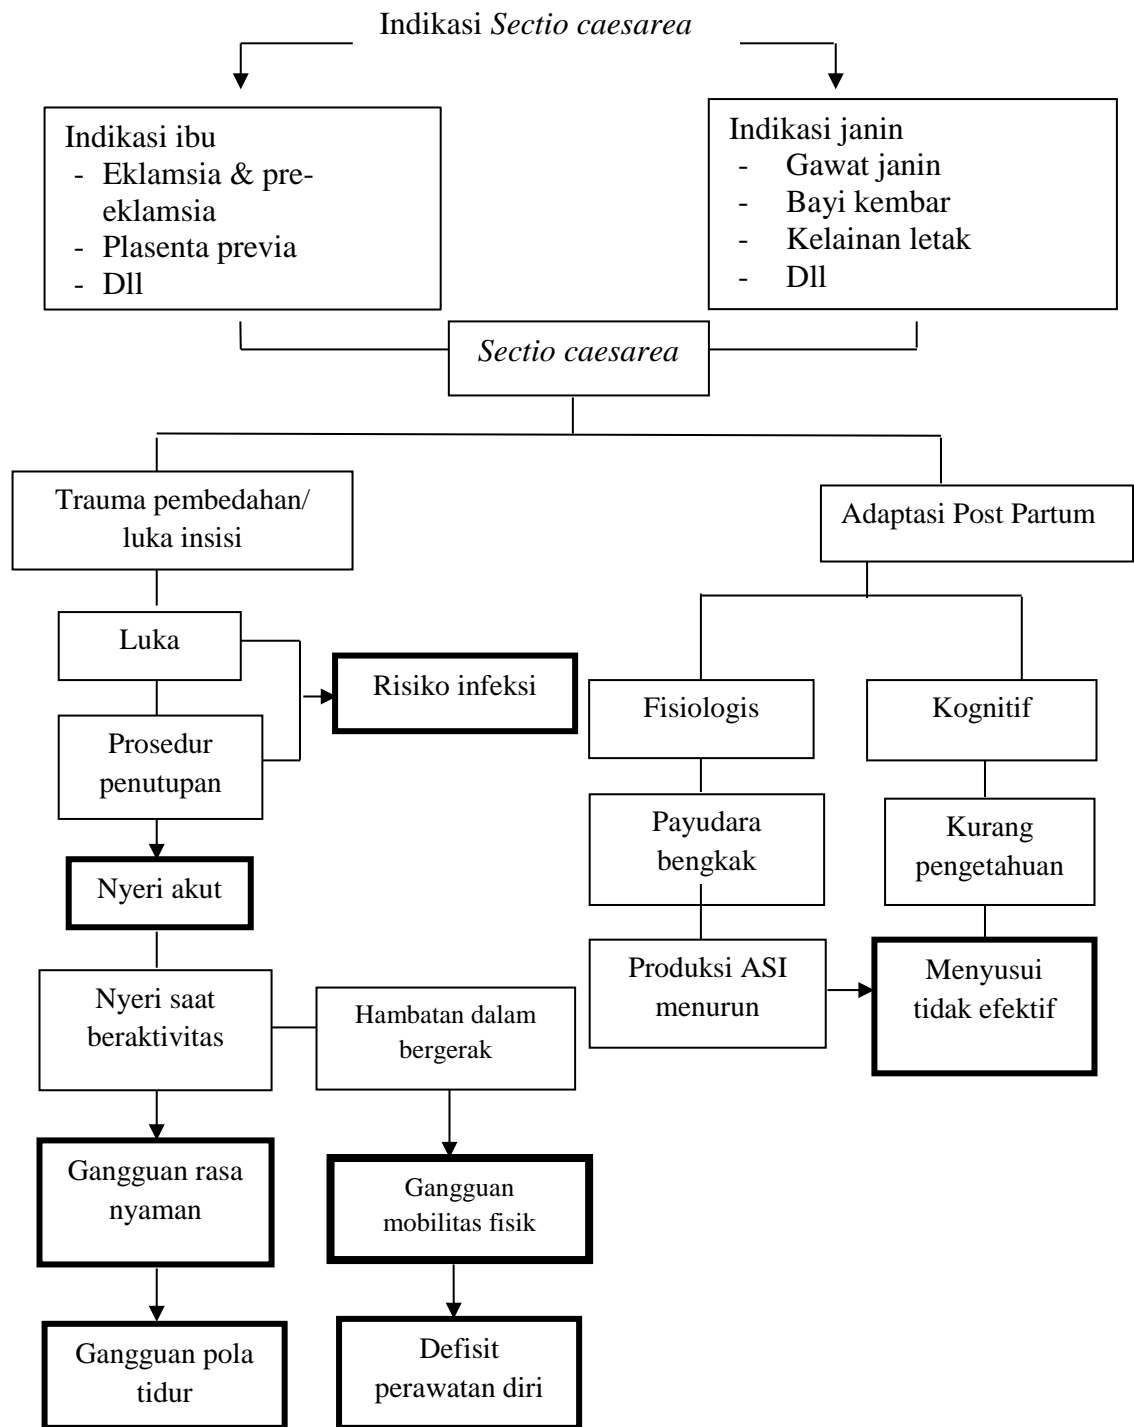 Indikasi Sectio caesarea
Indikasi ibu
- Eklamsia & pre-
eklamsia
- Plasenta previa
- Dll
Indikasi janin
- Gawat janin
- Bayi kembar
- Kelainan letak
- Dll
Sectio caesarea
Trauma pembedahan/
luka insisi
Adaptasi Post Partum
Luka
Risiko infeksi
Fisiologis
Kognitif
Prosedur
penutupan
Payudara
bengkak
Kurang
pengetahuan
Nyeri akut
Nyeri saat
beraktivitas
Hambatan dalam
bergerak
Produksi ASI
menurun
Menyusui
tidak efektif
Gangguan rasa
nyaman
Gangguan
mobilitas fisik
Gangguan pola
tidur
Defisit
perawatan diri